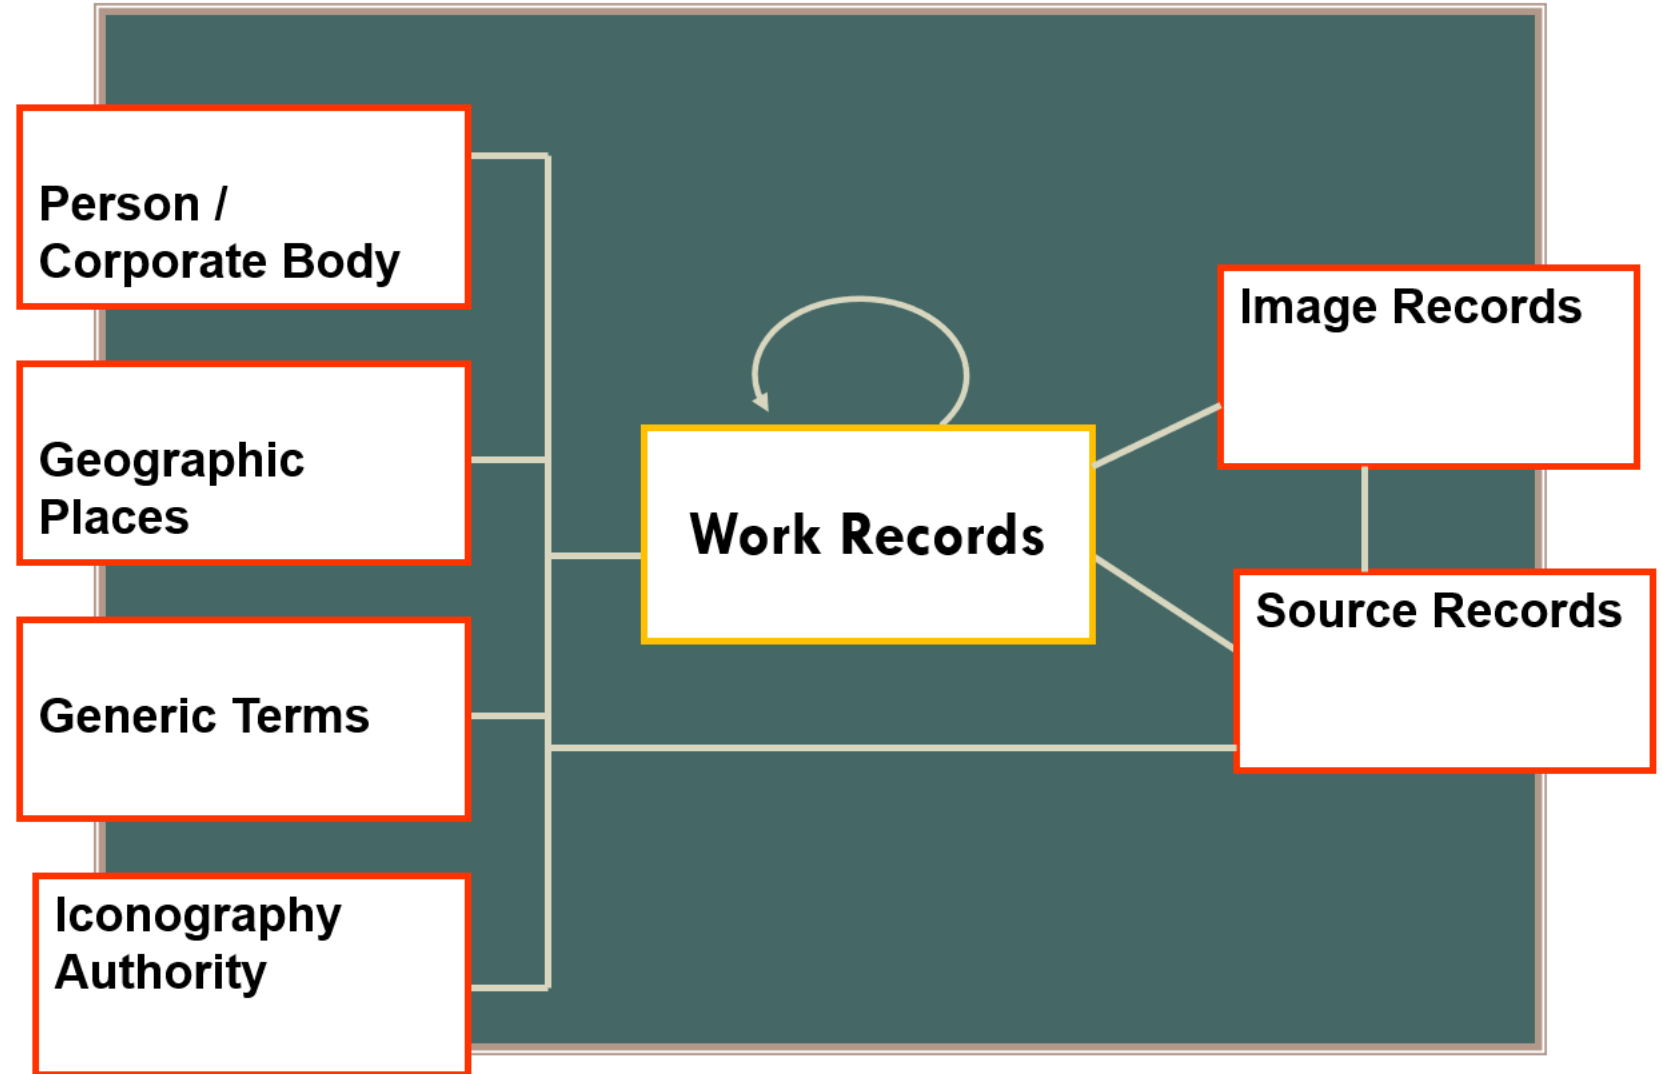 Person /
Corporate Body
Geographic
Places
Generic Terms
Iconography
Authority
Work Records
Image Records
Source Records